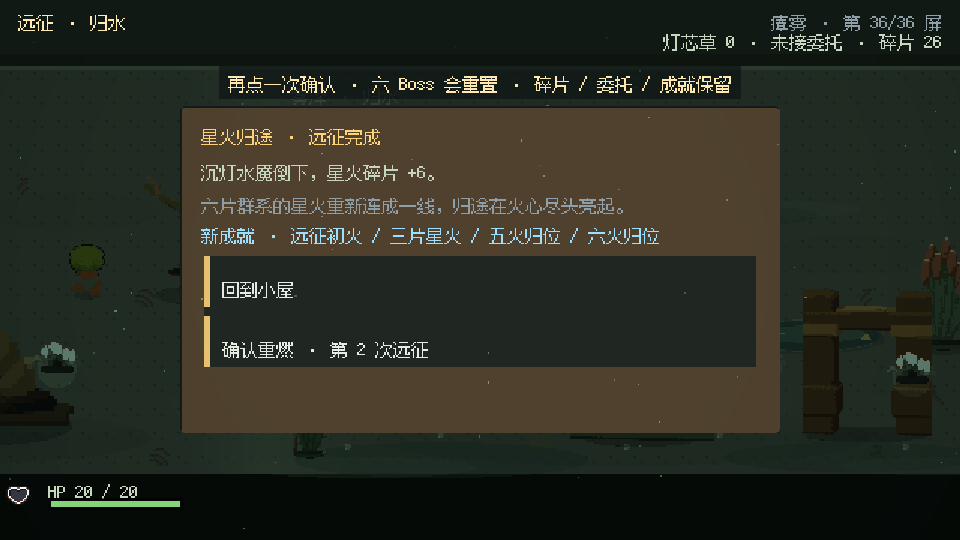 远征 · 归水
瘴雾 · 第 36/36 屏
灯芯草 0 · 未接委托 · 碎片 26
再点一次确认 · 六 Boss 会重置 · 碎片 / 委托 / 成就保留
星火归途 · 远征完成
沉灯水魇倒下，星火碎片 +6。
六片群系的星火重新连成一线，归途在火心尽头亮起。
新成就 · 远征初火 / 三片星火 / 五火归位 / 六火归位
回到小屋
确认重燃 · 第 2 次远征
HP 20 / 20